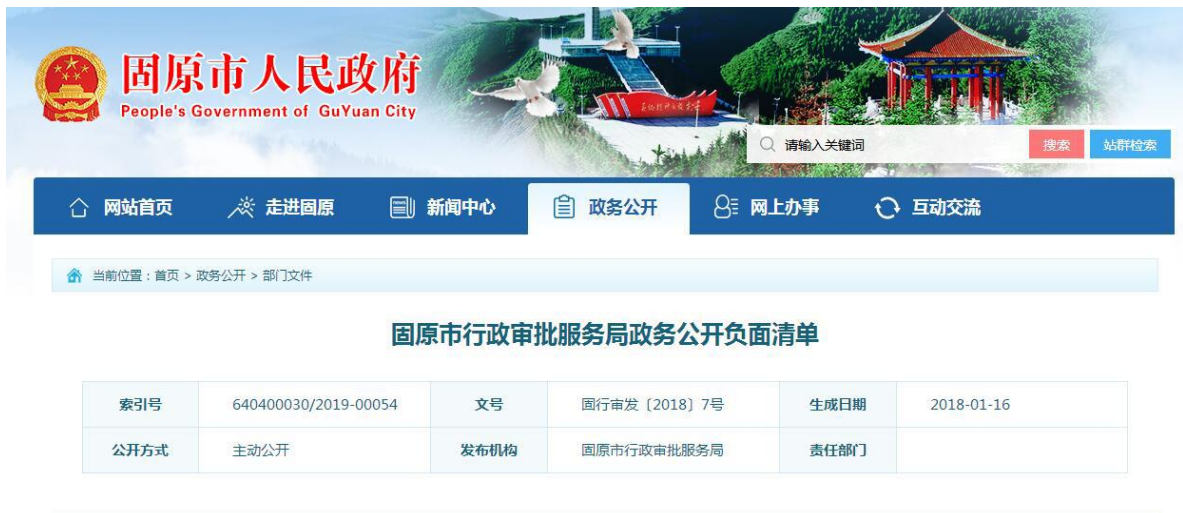 固原市人民政府
People's Government of GuYuan City
请输入关键词 搜索 站群检索
网站首页 走进固原 新闻中心 政务公开 网上办事 互动交流
当前位置：首页 > 政务公开 > 部门文件
固原市行政审批服务局政务公开负面清单
索引号 640400030/2019-00054 文号 固行审发〔2018〕7号 生成日期 2018-01-16
公开方式 主动公开 发布机构 固原市行政审批服务局 责任部门